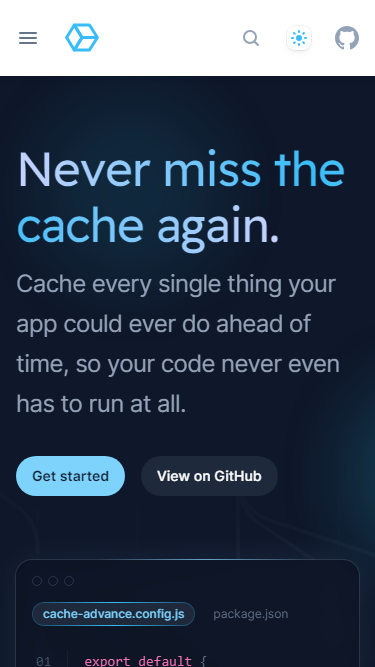 Never miss the
cache again.
Cache every single thing your
app could ever do ahead of
time, so your code never even
has to run at all.
Get started
View on GitHub
cache-advance.config.js
package.json
01 export default {